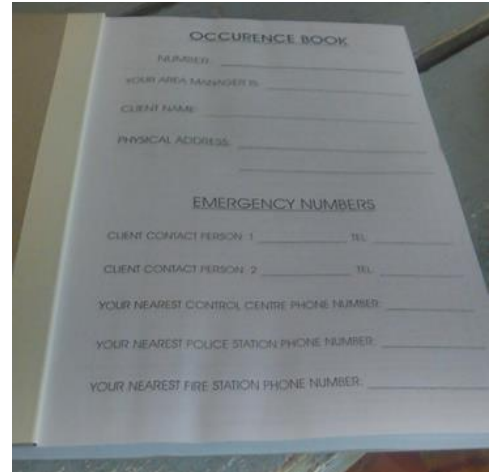 OCCURENCE BOOK
NUMBER:
YOUR AREA MANAGER IS:
CLIENT NAME:
PHYSICAL ADDRESS:
EMERGENCY NUMBERS
CLIENT CONTACT PERSON 1 TEL:
CLIENT CONTACT PERSON 2 TEL:
YOUR NEAREST CONTROL CENTRE PHONE NUMBER:
YOUR NEAREST POLICE STATION PHONE NUMBER:
YOUR NEAREST FIRE STATION PHONE NUMBER: